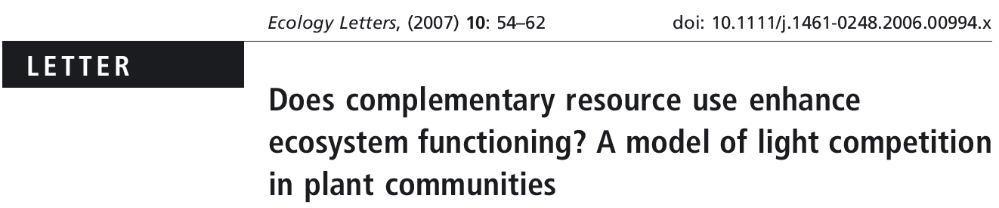 Ecology Letters, (2007) 10: 54–62 doi: 10.1111/j.1461-0248.2006.00994.x
LETTER
Does complementary resource use enhance
ecosystem functioning? A model of light competition
in plant communities